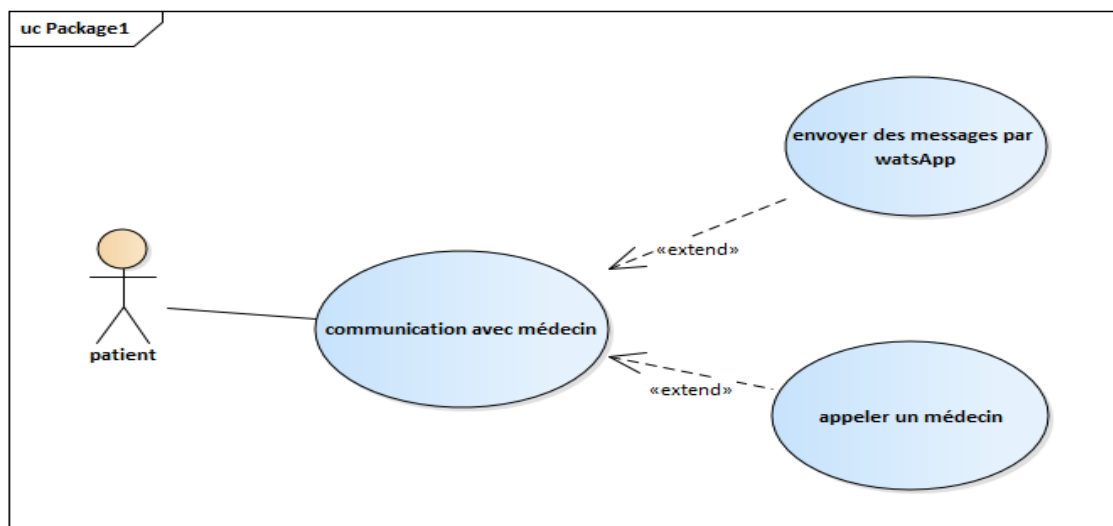 uc Package1
envoyer des messages par
watsApp
«extend»
communication avec médecin
patient
«extend»
appeler un médecin